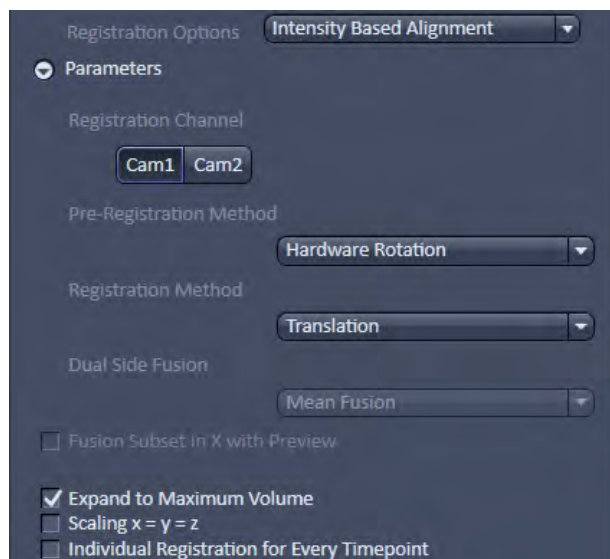 Registration Options Intensity Based Alignment
Parameters
Registration Channel
Cam1 Cam2
Pre-Registration Method
Hardware Rotation
Registration Method
Translation
Dual Side Fusion
Mean Fusion
Fusion Subset in X with Preview
Expand to Maximum Volume
Scaling x = y = z
Individual Registration for Every Timepoint